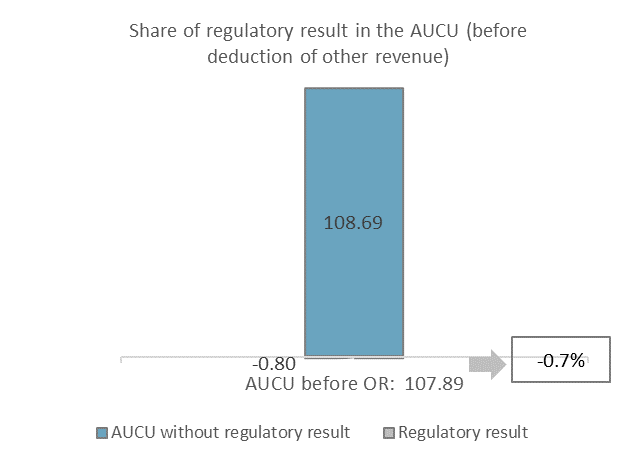 Share of regulatory result in the AUCU (before
deduction of other revenue)
108.69
-0.80
-0.7%
AUCU before OR: 107.89
AUCU without regulatory result
Regulatory result